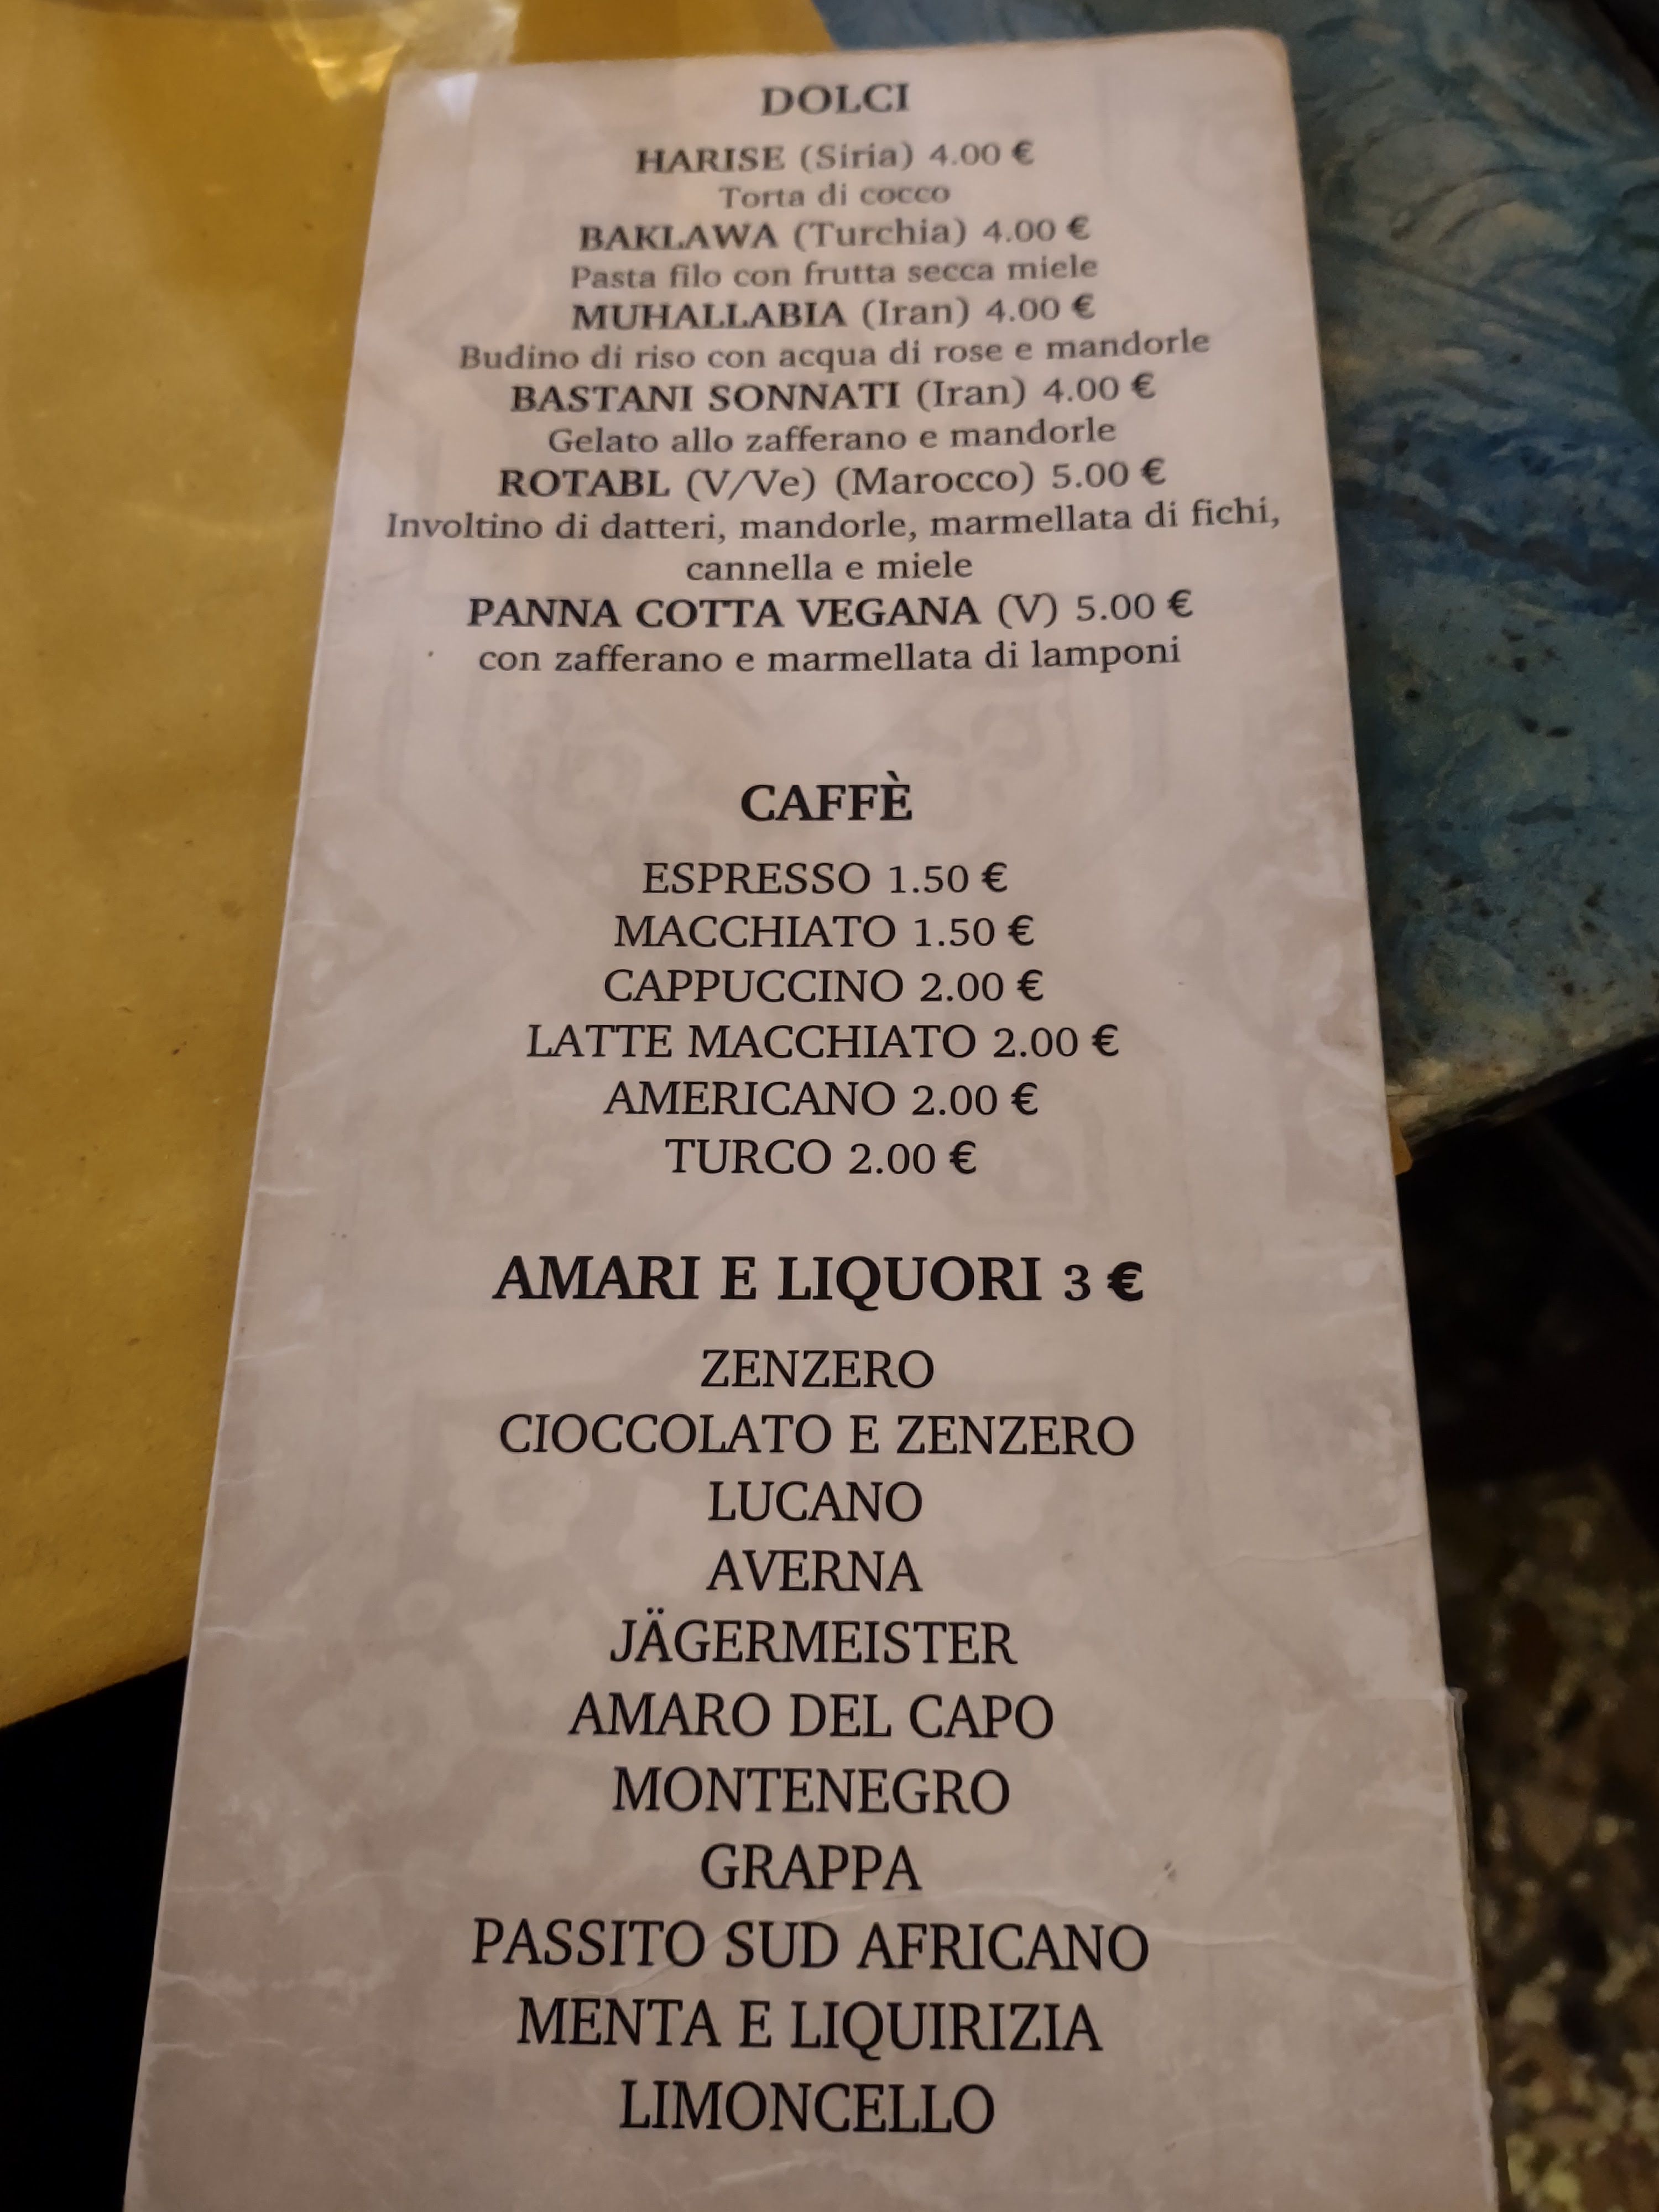 DOLCI
HARISE (Siria) 4.00 €
Torta di cocco
BAKLAWA (Turchia) 4.00 €
Pasta filo con frutta secca miele
MUHALLABIA (Iran) 4.00 €
Budino di riso con acqua di rose e mandorle
BASTANI SONNATI (Iran) 4.00 €
Gelato allo zafferano e mandorle
ROTABL (V/Ve) (Marocco) 5.00 €
Involtino di datteri, mandorle, marmellata di fichi,
cannella e miele
PANNA COTTA VEGANA (V) 5.00 €
con zafferano e marmellata di lamponi
CAFFÈ
ESPRESSO 1.50 €
MACCHIATO 1.50 €
CAPPUCCINO 2.00 €
LATTE MACCHIATO 2.00 €
AMERICANO 2.00 €
TURCO 2.00 €
AMARI E LIQUORI 3 €
ZENZERO
CIOCCOLATO E ZENZERO
LUCANO
AVERNA
JÄGERMEISTER
AMARO DEL CAPO
MONTENEGRO
GRAPPA
PASSITO SUD AFRICANO
MENTA E LIQUIRIZIA
LIMONCELLO